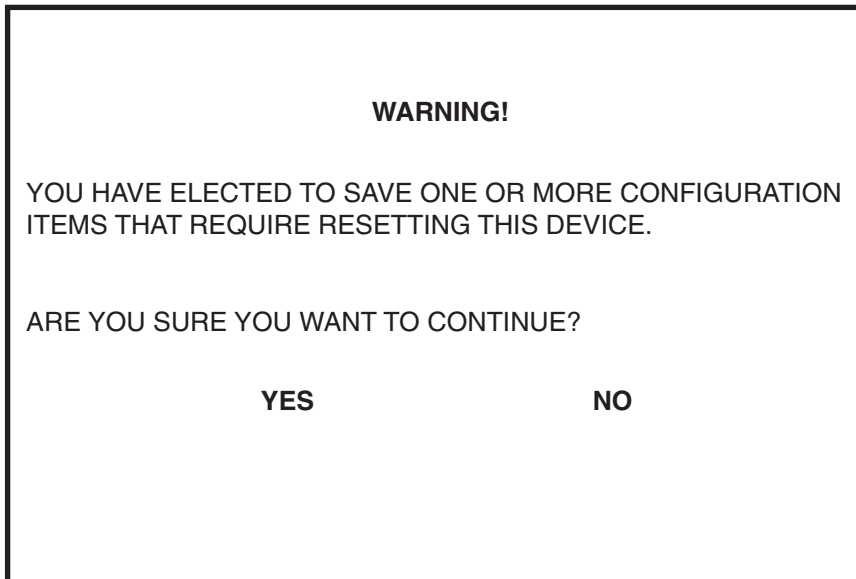 WARNING!
YOU HAVE ELECTED TO SAVE ONE OR MORE CONFIGURATION
ITEMS THAT REQUIRE RESETTING THIS DEVICE.
ARE YOU SURE YOU WANT TO CONTINUE?
YES NO